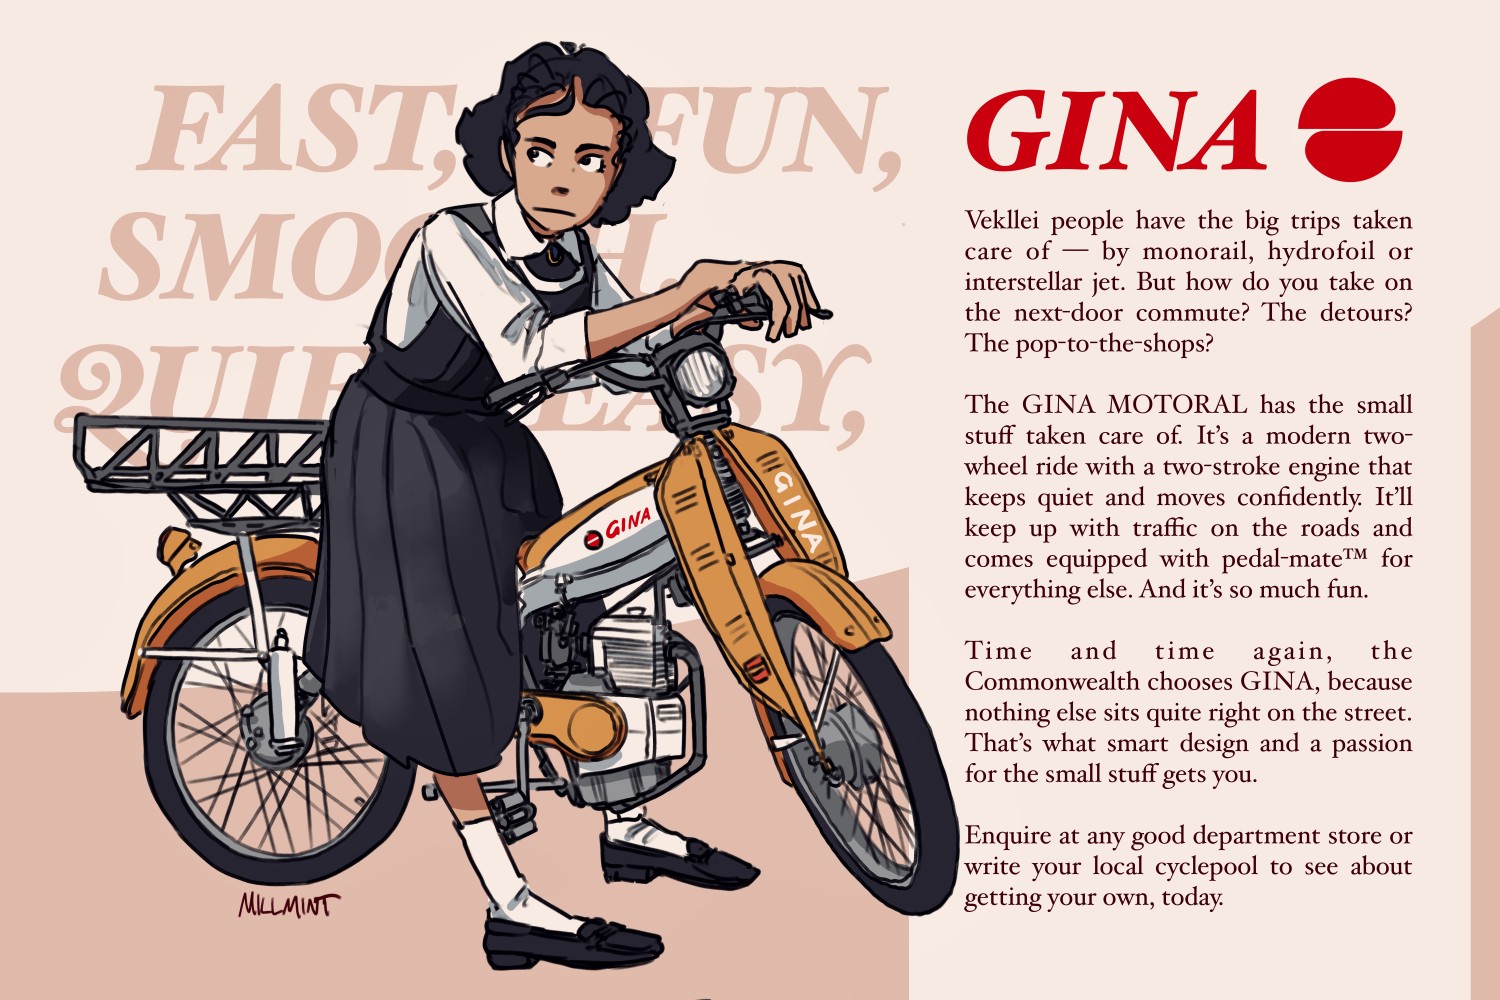 FAST, FUN,
SMOOTH.
QUIET, EASY,
GINA
Vekllei people have the big trips taken
care of — by monorail, hydrofoil or
interstellar jet. But how do you take on
the next-door commute? The detours?
The pop-to-the-shops?
The GINA MOTORAL has the small
stuff taken care of. It’s a modern two-
wheel ride with a two-stroke engine that
keeps quiet and moves confidently. It’ll
keep up with traffic on the roads and
comes equipped with pedal-mate™ for
everything else. And it’s so much fun.
Time and time again, the
Commonwealth chooses GINA, because
nothing else sits quite right on the street.
That’s what smart design and a passion
for the small stuff gets you.
Enquire at any good department store or
write your local cyclepool to see about
getting your own, today.
GINA
GINA
MILLMINT